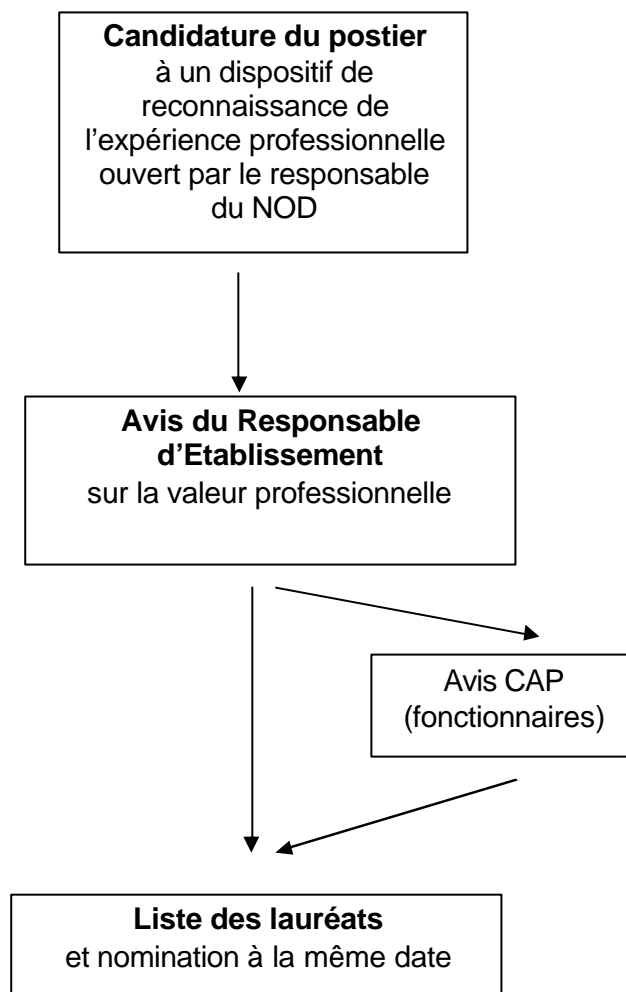 Candidature du postier
à un dispositif de
reconnaissance de
l’expérience professionnelle
ouvert par le responsable
du NOD
Avis du Responsable
d’Etablissement
sur la valeur professionnelle
Avis CAP
(fonctionnaires)
Liste des lauréats
et nomination à la même date